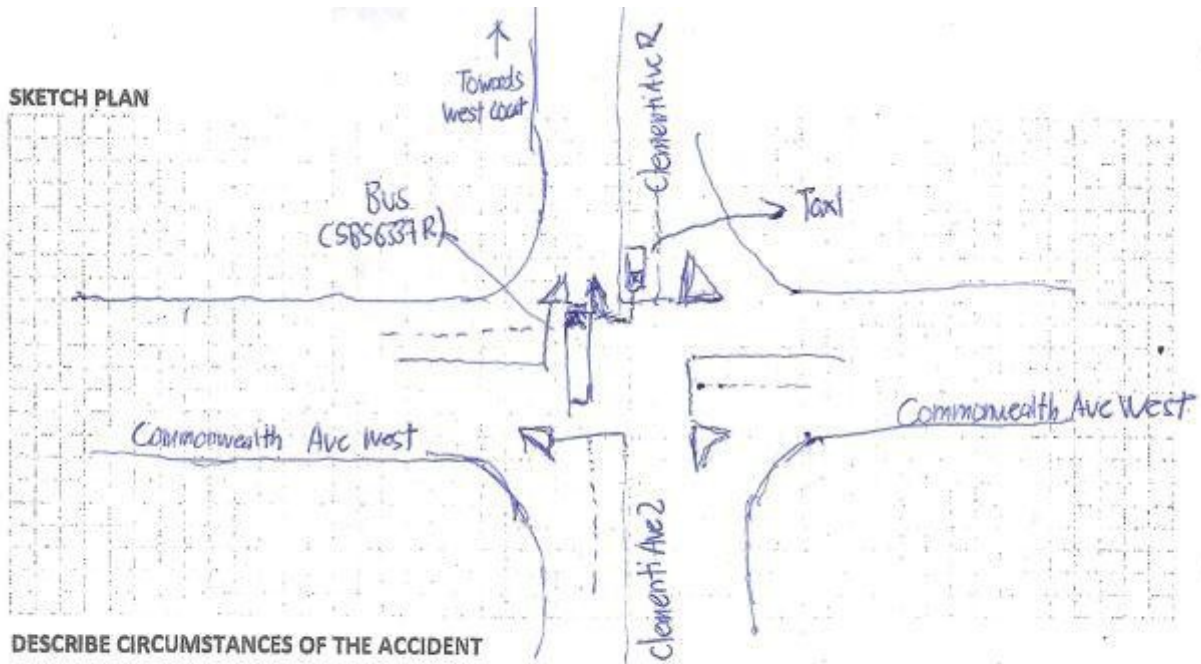 SKETCH PLAN
Towards
West Coast
Clementi Ave 2
Bus
(SBS6337R)
Taxi
Commonwealth Ave West
Commonwealth Ave West
Clementi Ave 2
DESCRIBE CIRCUMSTANCES OF THE ACCIDENT